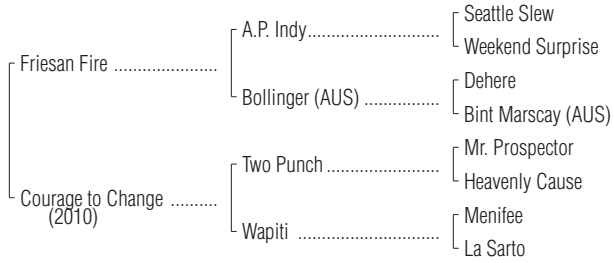 Seattle Slew
A.P. Indy
Weekend Surprise
Friesan Fire
Dehere
Bollinger (AUS)
Bint Marscay (AUS)
Mr. Prospector
Two Punch
Heavenly Cause
Courage to Change
(2010)
Menifee
Wapiti
La Sarto